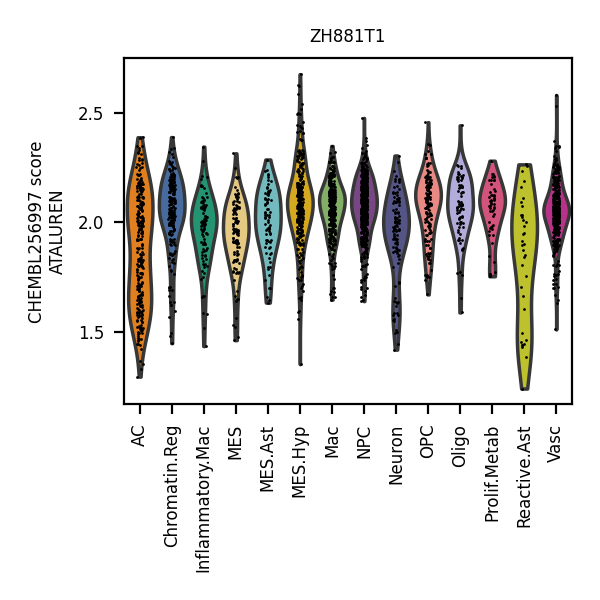 ZH881T1
CHEMBL256997 score
ATALUREN
2.5
2.0
1.5
AC
Chromatin.Reg
Inflammatory.Mac
MES
MES.Ast
MES.Hyp
Mac
NPC
Neuron
OPC
Oligo
Prolif.Metab
Reactive.Ast
Vasc